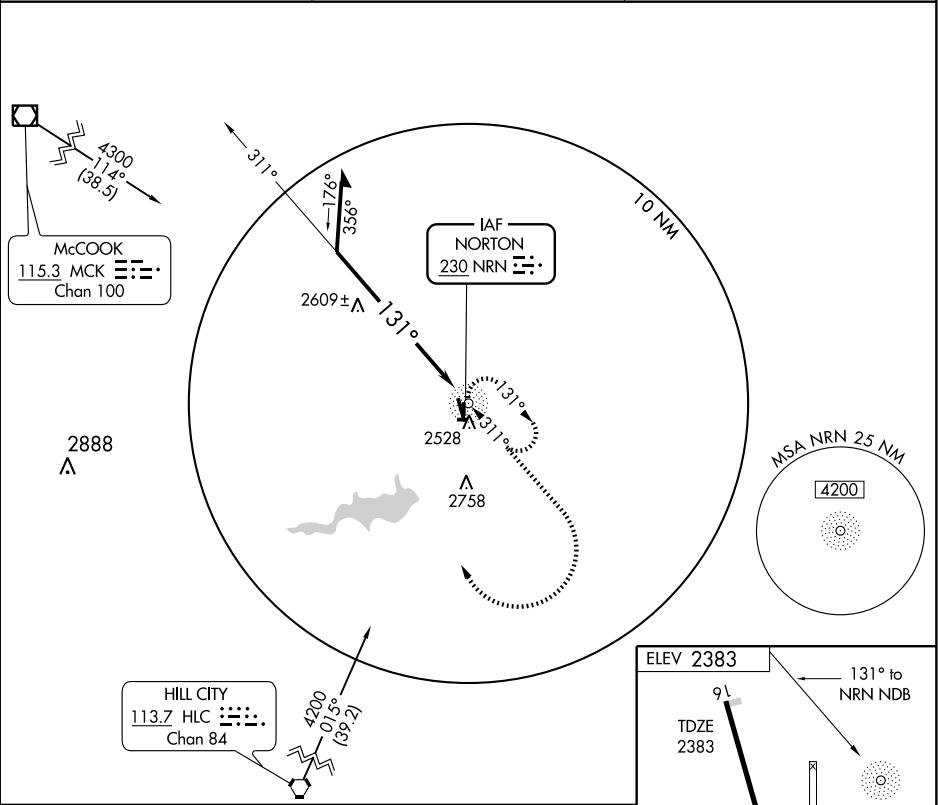 4300
114°
(38.5)
McCOOK
115.3 MCK
Chan 100
311°
176°
356°
10 NM
IAF
NORTON
230 NRN
2609±
131°
131°
311°
2528
2758
2888
MSA NRN 25 NM
4200
HILL CITY
113.7 HLC
Chan 84
4200
015°
(39.2)
ELEV 2383
16
TDZE
2383
131° to
NRN NDB